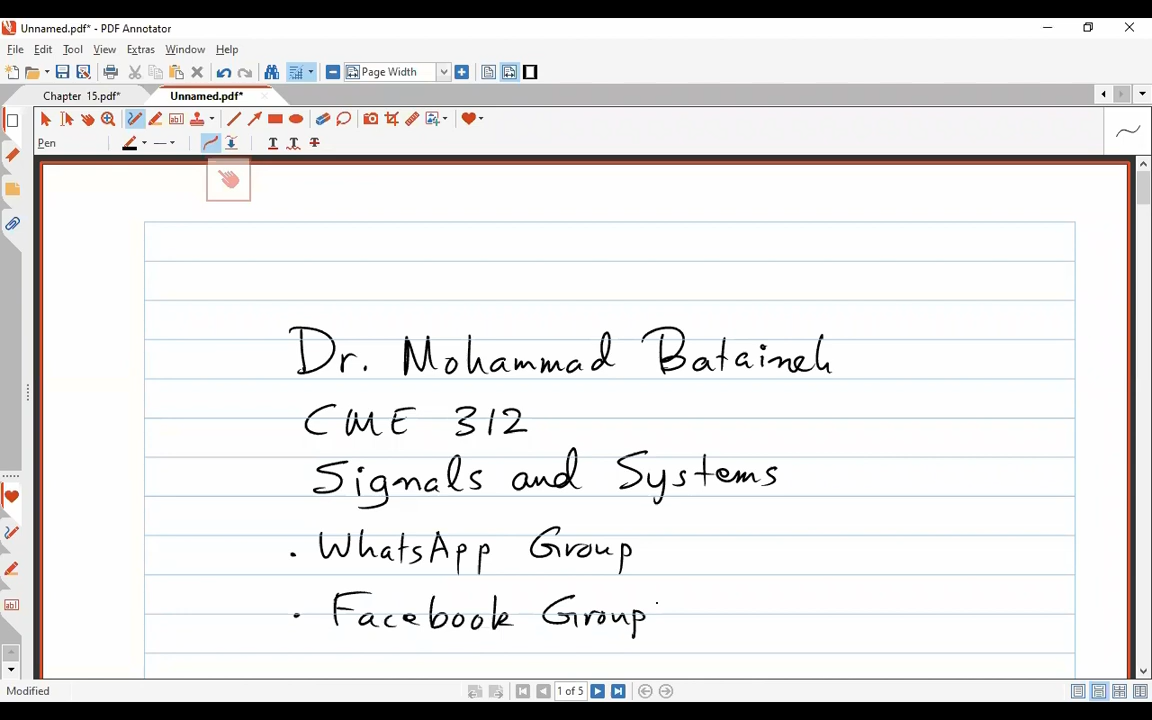 Unnamed.pdf* - PDF Annotator
File Edit Tool View Extras Window Help
Page Width
Chapter 15.pdf* Unnamed.pdf*
Pen
Dr. Mohammad Bataineh
CME 312
Signals and Systems
. WhatsApp Group
. Facebook Group
Modified
1 of 5